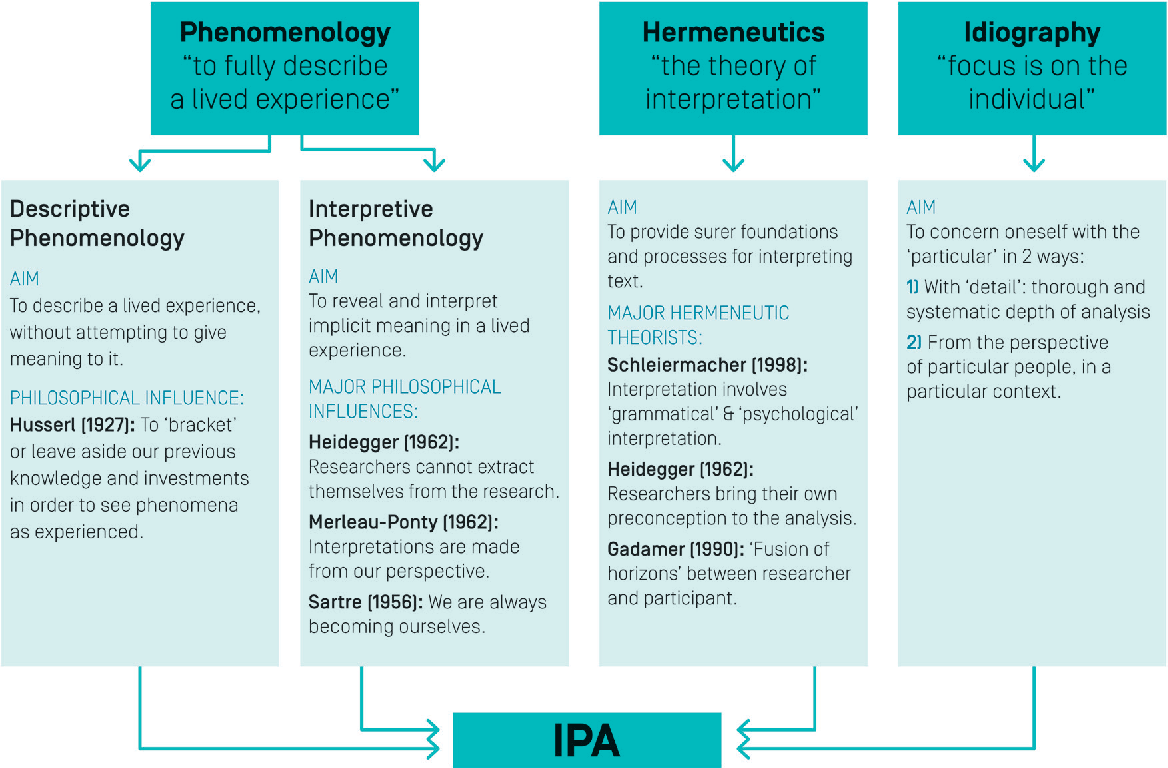 Phenomenology
“to fully describe
a lived experience”
Hermeneutics
“the theory of
interpretation”
Idiography
“focus is on the
individual”
Descriptive
Phenomenology
AIM
To describe a lived experience,
without attempting to give
meaning to it.
PHILOSOPHICAL INFLUENCE:
Husserl (1927): To ‘bracket’
or leave aside our previous
knowledge and investments
in order to see phenomena
as experienced.
Interpretive
Phenomenology
AIM
To reveal and interpret
implicit meaning in a lived
experience.
MAJOR PHILOSOPHICAL
INFLUENCES:
Heidegger (1962):
Researchers cannot extract
themselves from the research.
Merleau-Ponty (1962):
Interpretations are made
from our perspective.
Sartre (1956): We are always
becoming ourselves.
AIM
To provide surer foundations
and processes for interpreting
text.
MAJOR HERMENEUTIC
THEORISTS:
Schleiermacher (1998):
Interpretation involves
‘grammatical’ & ‘psychological’
interpretation.
Heidegger (1962):
Researchers bring their own
preconception to the analysis.
Gadamer (1990): ‘Fusion of
horizons’ between researcher
and participant.
AIM
To concern oneself with the
‘particular’ in 2 ways:
1) With ‘detail’: thorough and
systematic depth of analysis
2) From the perspective
of particular people, in a
particular context.
IPA